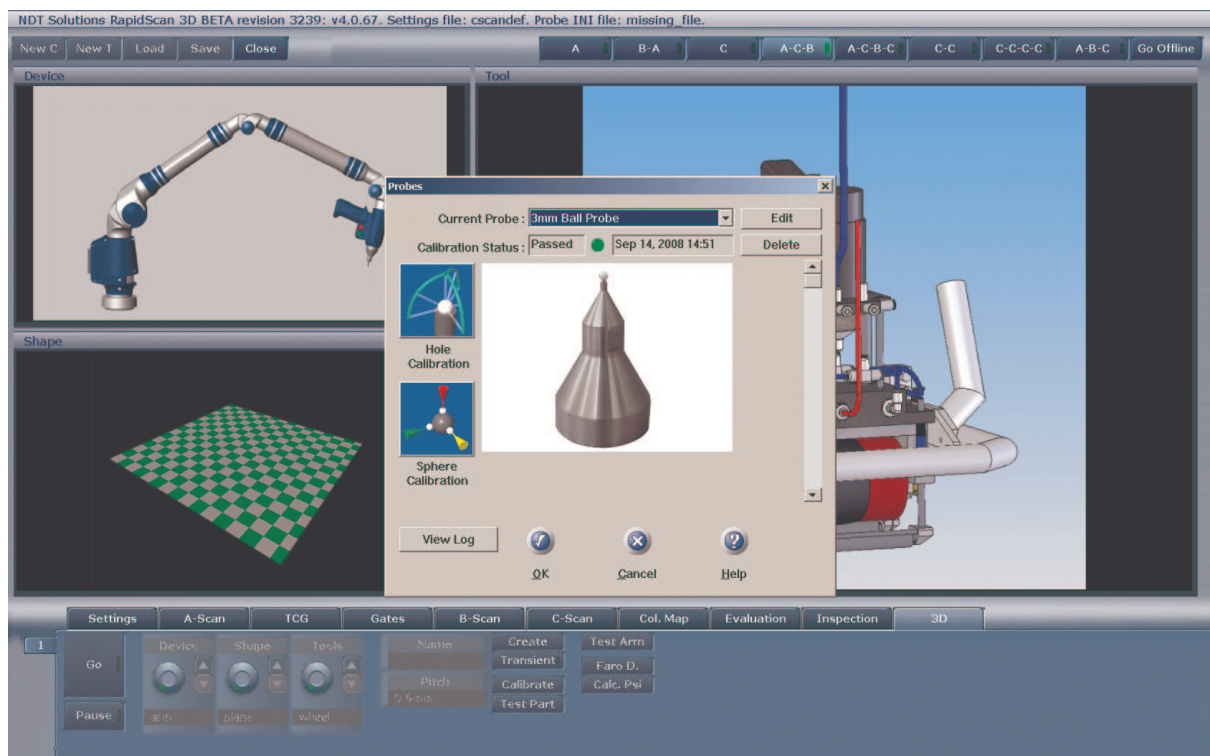 NDT Solutions RapidScan 3D BETA revision 3239: v4.0.67. Settings file: cscandef. Probe INI file: missing_file.
New C New T Load Save Close A B-A C A-C-B A-C-B-C C-C C-C-C-C A-B-C Go Offline
Device Tool
Probes
Current Probe : 3mm Ball Probe Edit
Calibration Status : Passed Sep 14, 2008 14:51 Delete
Hole
Calibration
Shape
Sphere
Calibration
View Log
OK Cancel Help
Settings A-Scan TCG Gates B-Scan C-Scan Col. Map Evaluation Inspection 3D
1 Device Shape Tools Name Create Test Arm
Go Transient Faro D.
Pitch Calibrate Calc. Psi
Test Part
Pause arm plane wheel